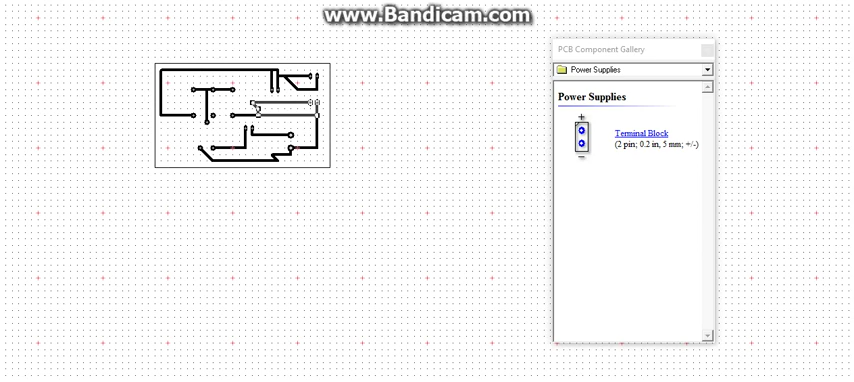 www.Bandicam.com
PCB Component Gallery
Power Supplies
Power Supplies
+
Terminal Block
(2 pin; 0.2 in, 5 mm; +/-)
−